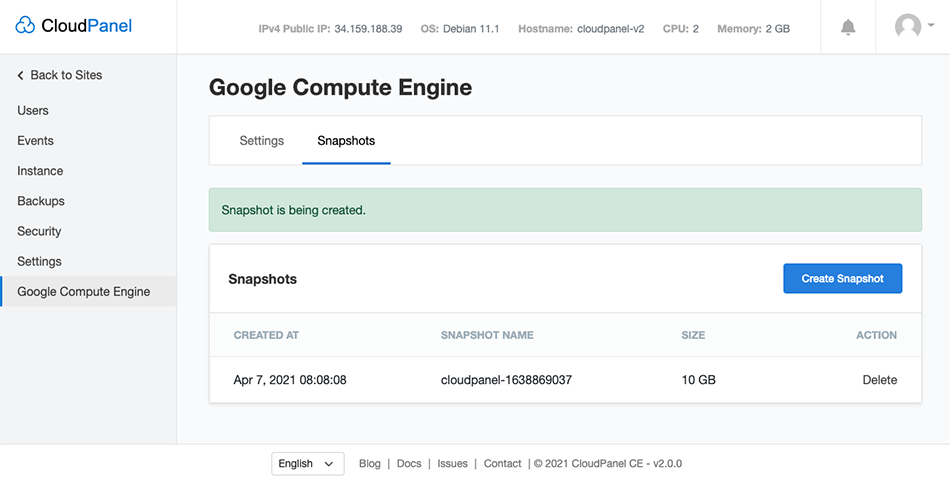 CloudPanel
IPv4 Public IP: 34.159.188.39 OS: Debian 11.1 Hostname: cloudpanel-v2 CPU: 2 Memory: 2 GB
Back to Sites
Users
Events
Instance
Backups
Security
Settings
Google Compute Engine
Google Compute Engine
Settings Snapshots
Snapshot is being created.
Snapshots Create Snapshot
CREATED AT SNAPSHOT NAME SIZE ACTION
Apr 7, 2021 08:08:08 cloudpanel-1638869037 10 GB Delete
English Blog | Docs | Issues | Contact | © 2021 CloudPanel CE - v2.0.0